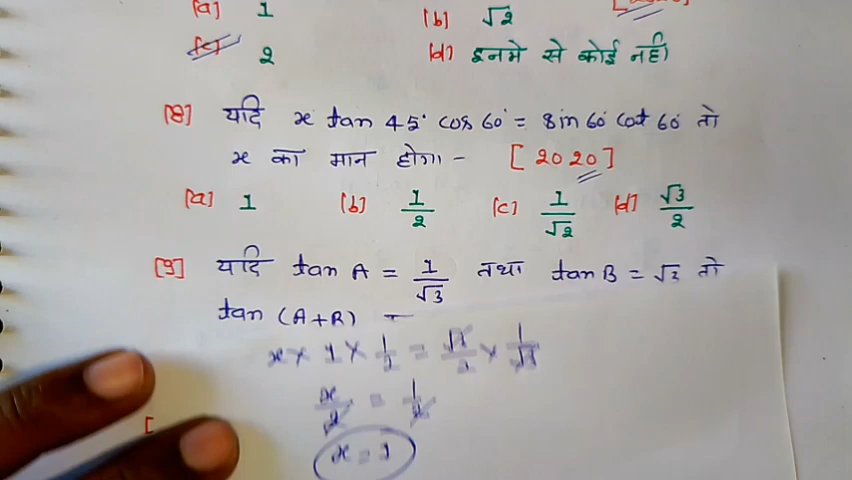 [a] 1 [b] √2
[c] 2 [d] इनमे से कोई नही
[8] यदि x tan 45° cos 60° = sin 60° cot 60° तो
x का मान होगा - [2020]
[a] 1 [b] 1/2 [c] 1/√2 [d] √3/2
[9] यदि tan A = 1/√3 तथा tan B = √3 तो
tan (A+B) =
x × 1 × 1/2 = √3/2 × 1/√3
x/2 = 1/2
x = 1
[